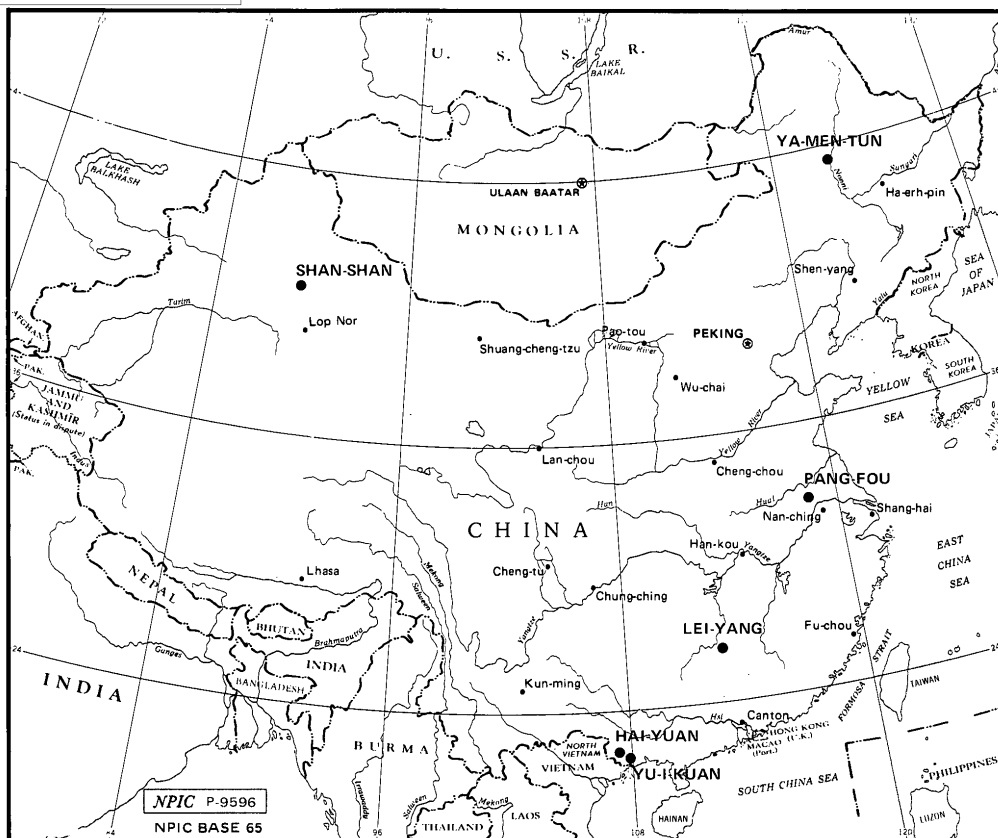 U. S. S. R.
Amur
LAKE
BAIKAL
YA-MEN-TUN
Nonni
Sungari
Ha-erh-pin
LAKE
BALKHASH
ULAAN BAATAR
MONGOLIA
SHAN-SHAN
Shen-yang
SEA
OF
JAPAN
NORTH
KOREA
Yalu
Turim
Lop Nor
AFGHAN.
Pao-tou
PEKING
Shuang-cheng-tzu
Yellow River
KOREA
SOUTH
KOREA
PAK.
36
JAMMU
AND
KASHMIR
(Status in dispute)
Wu-chai
YELLOW
SEA
Indus
PAK.
Lan-chou
Yellow River
Cheng-chou
PANG-FOU
Han
Huai
Nan-ching
Shang-hai
CHINA
Han-kou
Yangtze
EAST
CHINA
SEA
Lhasa
Mekong
Salween
Cheng-tu
Chung-ching
NEPAL
BHUTAN
Brahmaputra
Yangtze
LEI-YANG
Fu-chou
Ganges
INDIA
24
INDIA
BANGLADESH
Kun-ming
FORMOSA STRAIT
TAIWAN
24
Hsi
Canton
HONG KONG
MACAO (U.K.)
(Port.)
BURMA
HAI-YUAN
NORTH
VIETNAM
VIETNAM
YU-I-KUAN
SOUTH CHINA SEA
PHILIPPINES
Irrawaddy
Salween
Mekong
THAILAND
LAOS
HAINAN
LUZON
NPIC P-9596
NPIC BASE 65
96
108
120